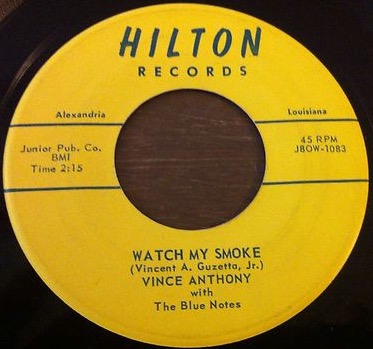 HILTON
RECORDS
Alexandria
Louisiana
Junior Pub. Co.
BMI
Time 2:15
45 RPM
J8OW-1083
WATCH MY SMOKE
(Vincent A. Guzetta, Jr.)
VINCE ANTHONY
with
The Blue Notes